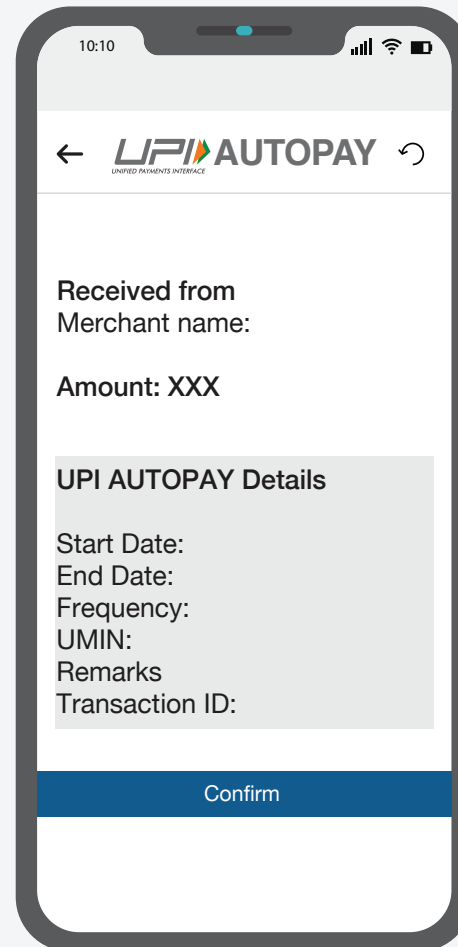 10:10
UPI AUTOPAY
UNIFIED PAYMENTS INTERFACE
Received from
Merchant name:
Amount: XXX
UPI AUTOPAY Details
Start Date:
End Date:
Frequency:
UMIN:
Remarks
Transaction ID:
Confirm